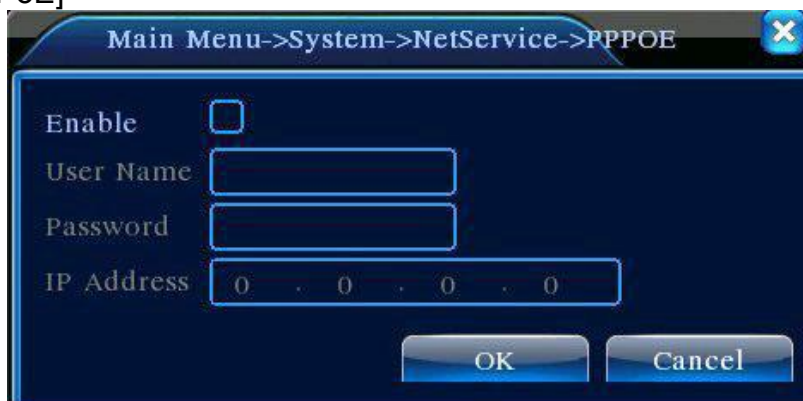 Main Menu->System->NetService->PPPOE
Enable
User Name
Password
IP Address 0 . 0 . 0 . 0
OK Cancel